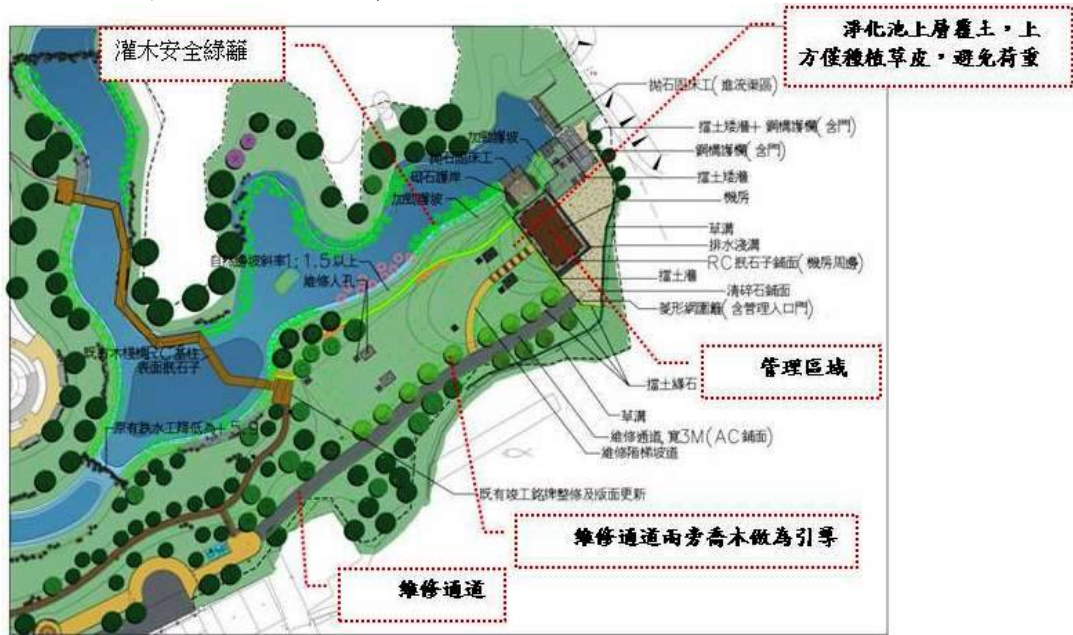 灌木安全綠籬
淨化池上層覆土，上
方僅種植草皮，避免荷重
拋石固床工(進流渠區)
擋土矮牆+鋼構護欄(含門)
鋼構護欄(含門)
擋土矮牆
機房
草溝
排水淺溝
RC抿石子鋪面(機房周邊)
擋土牆
清碎石鋪面
菱形網圍籬(含管理入口門)
加勁護坡
拋石固床工
砌石護岸
加勁護坡
自然邊坡斜率1:1.5以上
維修人孔
既有木棧橋RC基柱
表面抿石子
原有跌水工降低為+5.9
管理區域
擋土緣石
草溝
維修通道,寬3M(AC鋪面)
維修階梯坡道
既有竣工銘牌整修及版面更新
維修通道兩旁喬木做為引導
維修通道